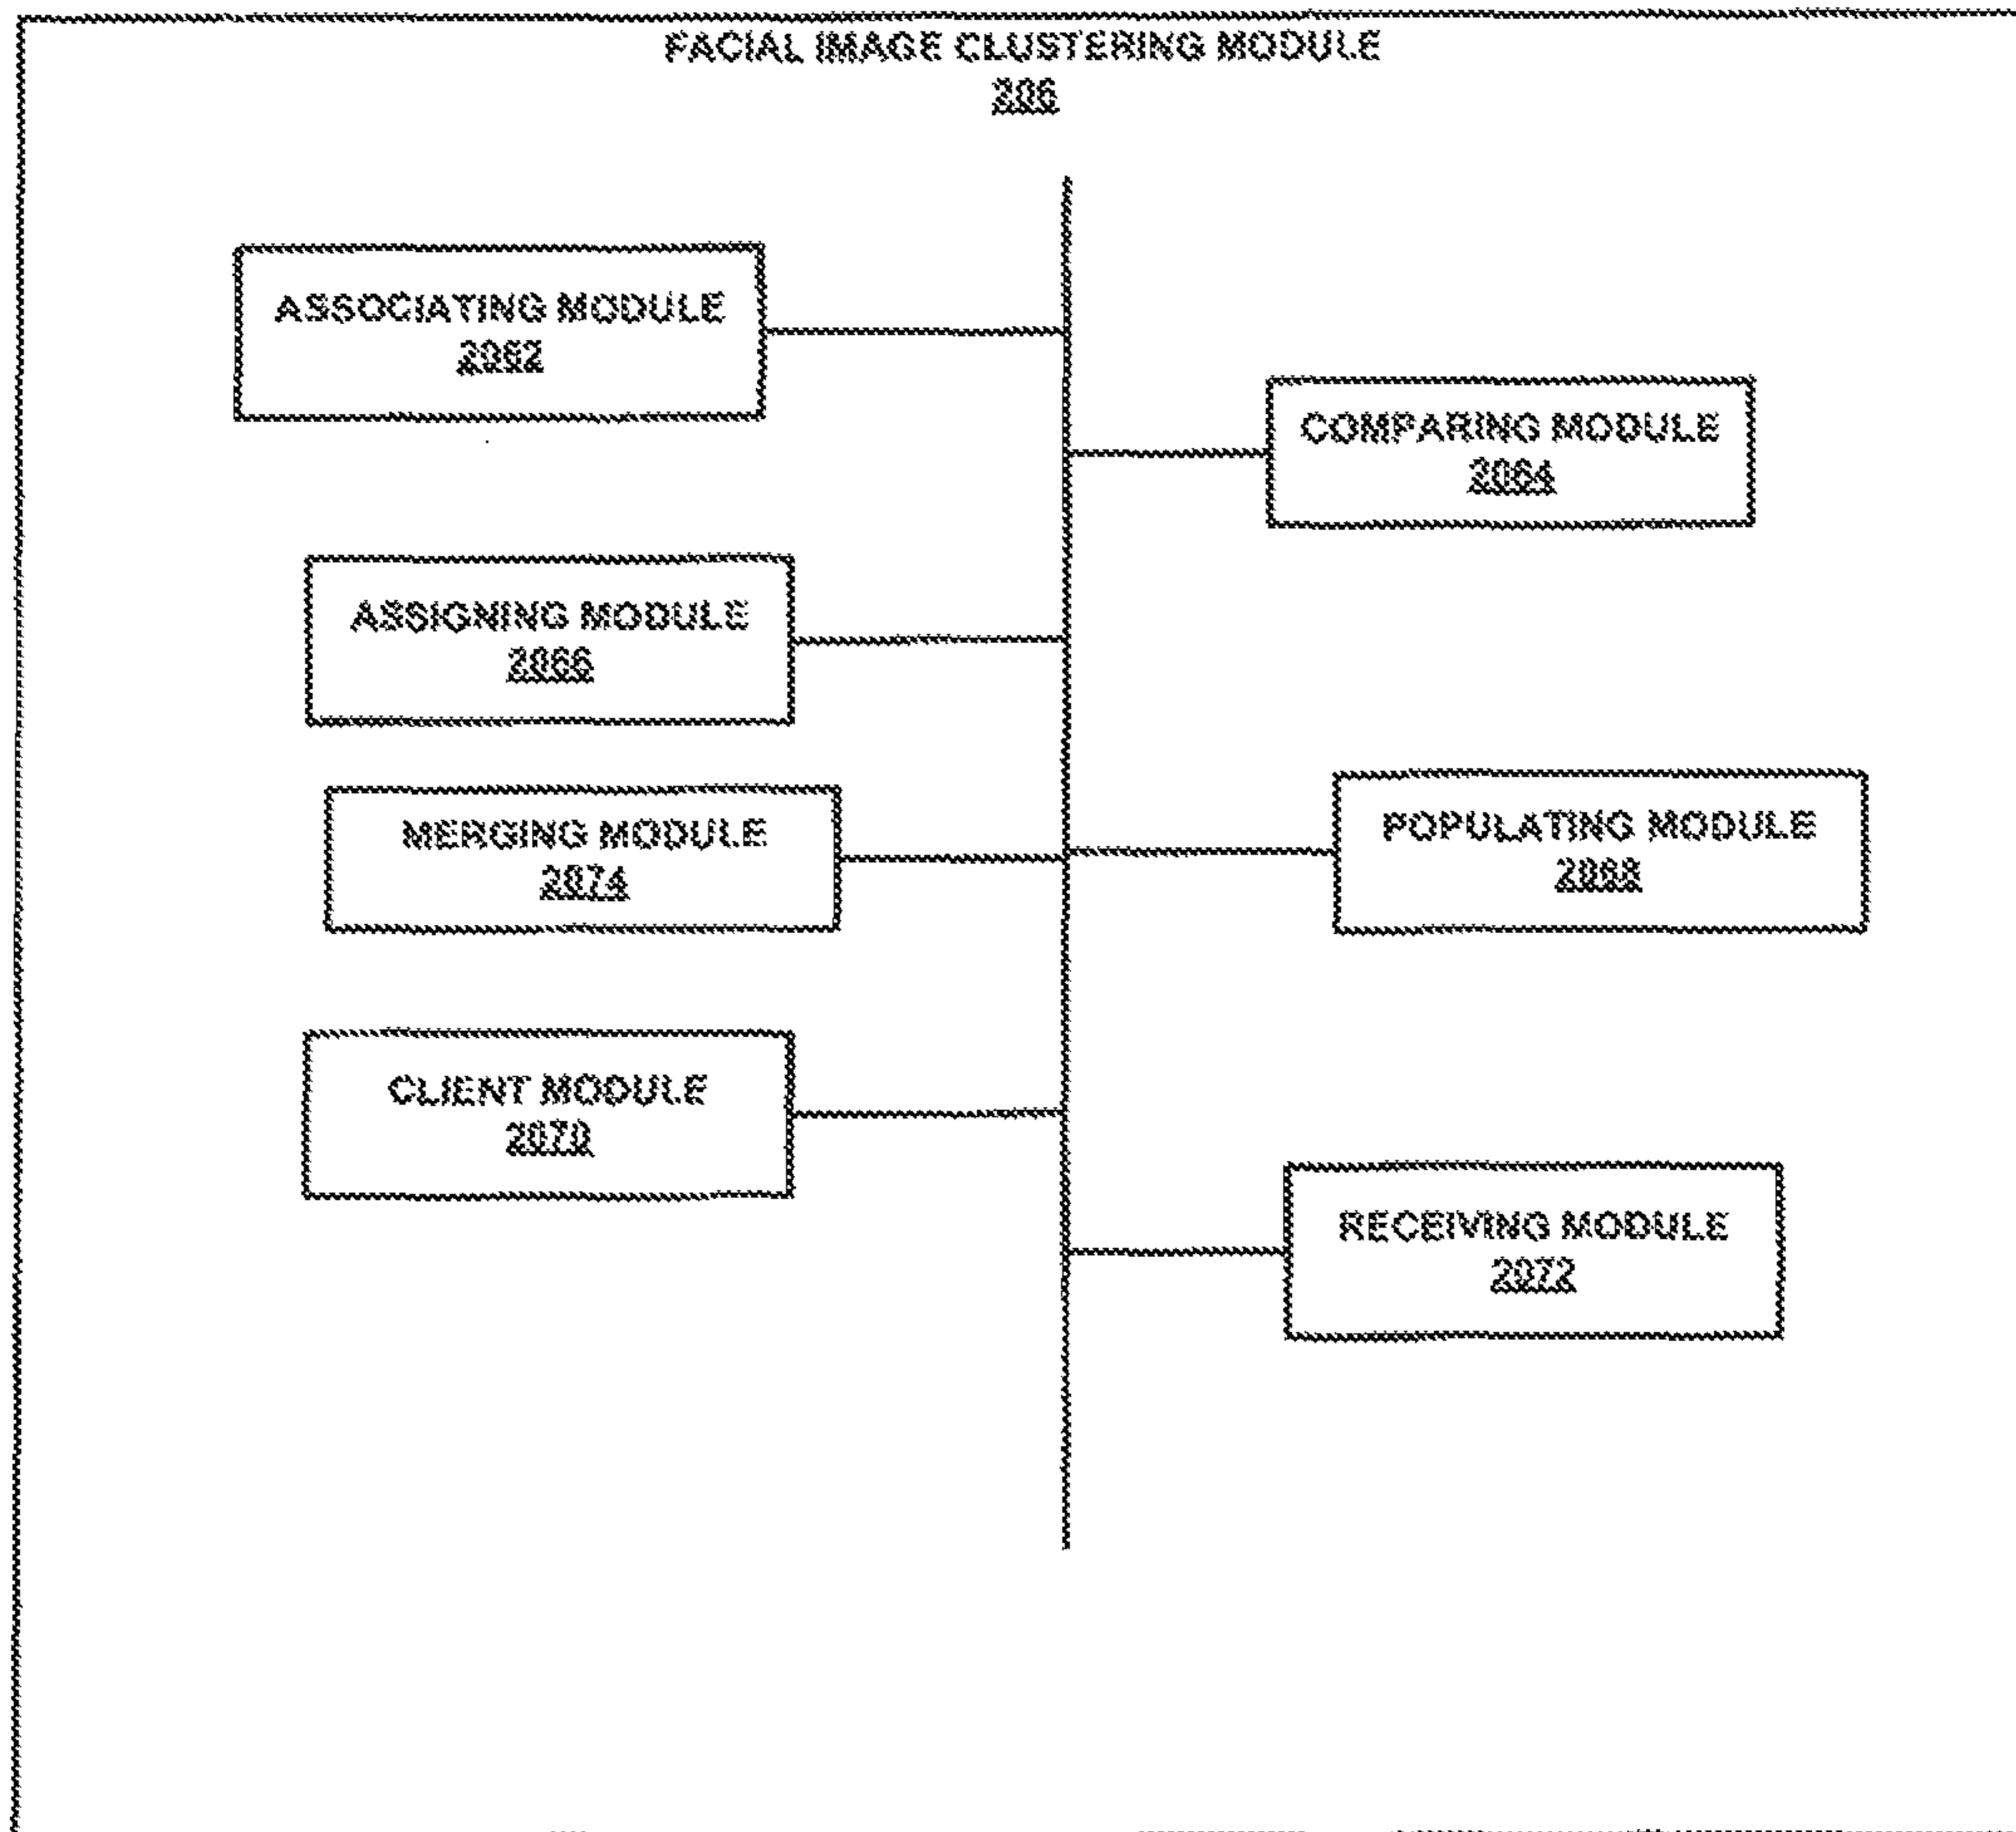 FACIAL IMAGE CLUSTERING MODULE
206
ASSOCIATING MODULE
2062
COMPARING MODULE
2064
ASSIGNING MODULE
2066
MERGING MODULE
2074
POPULATING MODULE
2068
CLIENT MODULE
2070
RECEIVING MODULE
2072